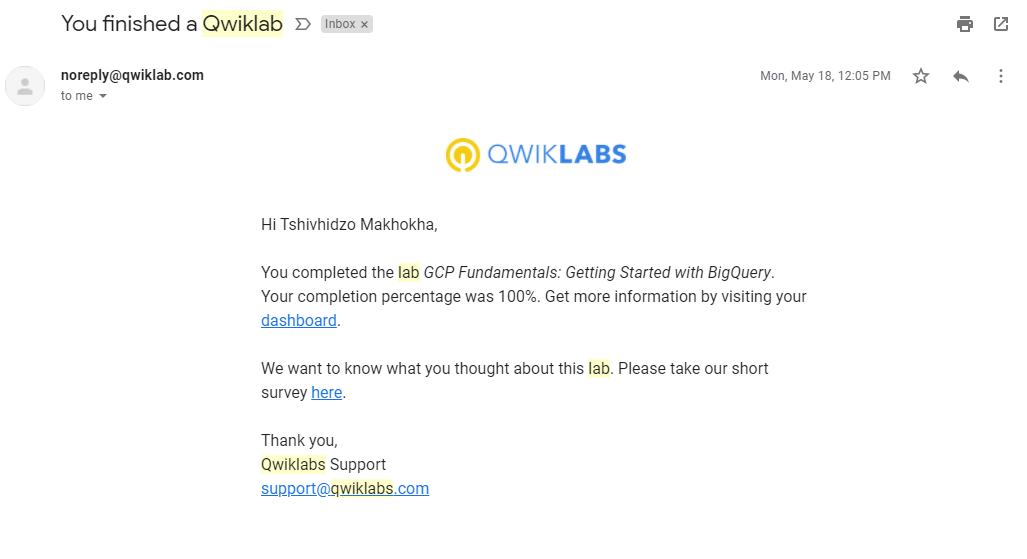 You finished a Qwiklab
Inbox ×
noreply@qwiklab.com
Mon, May 18, 12:05 PM
to me
QWIKLABS
Hi Tshivhidzo Makhokha,
You completed the lab GCP Fundamentals: Getting Started with BigQuery.
Your completion percentage was 100%. Get more information by visiting your
dashboard.
We want to know what you thought about this lab. Please take our short
survey here.
Thank you,
Qwiklabs Support
support@qwiklabs.com